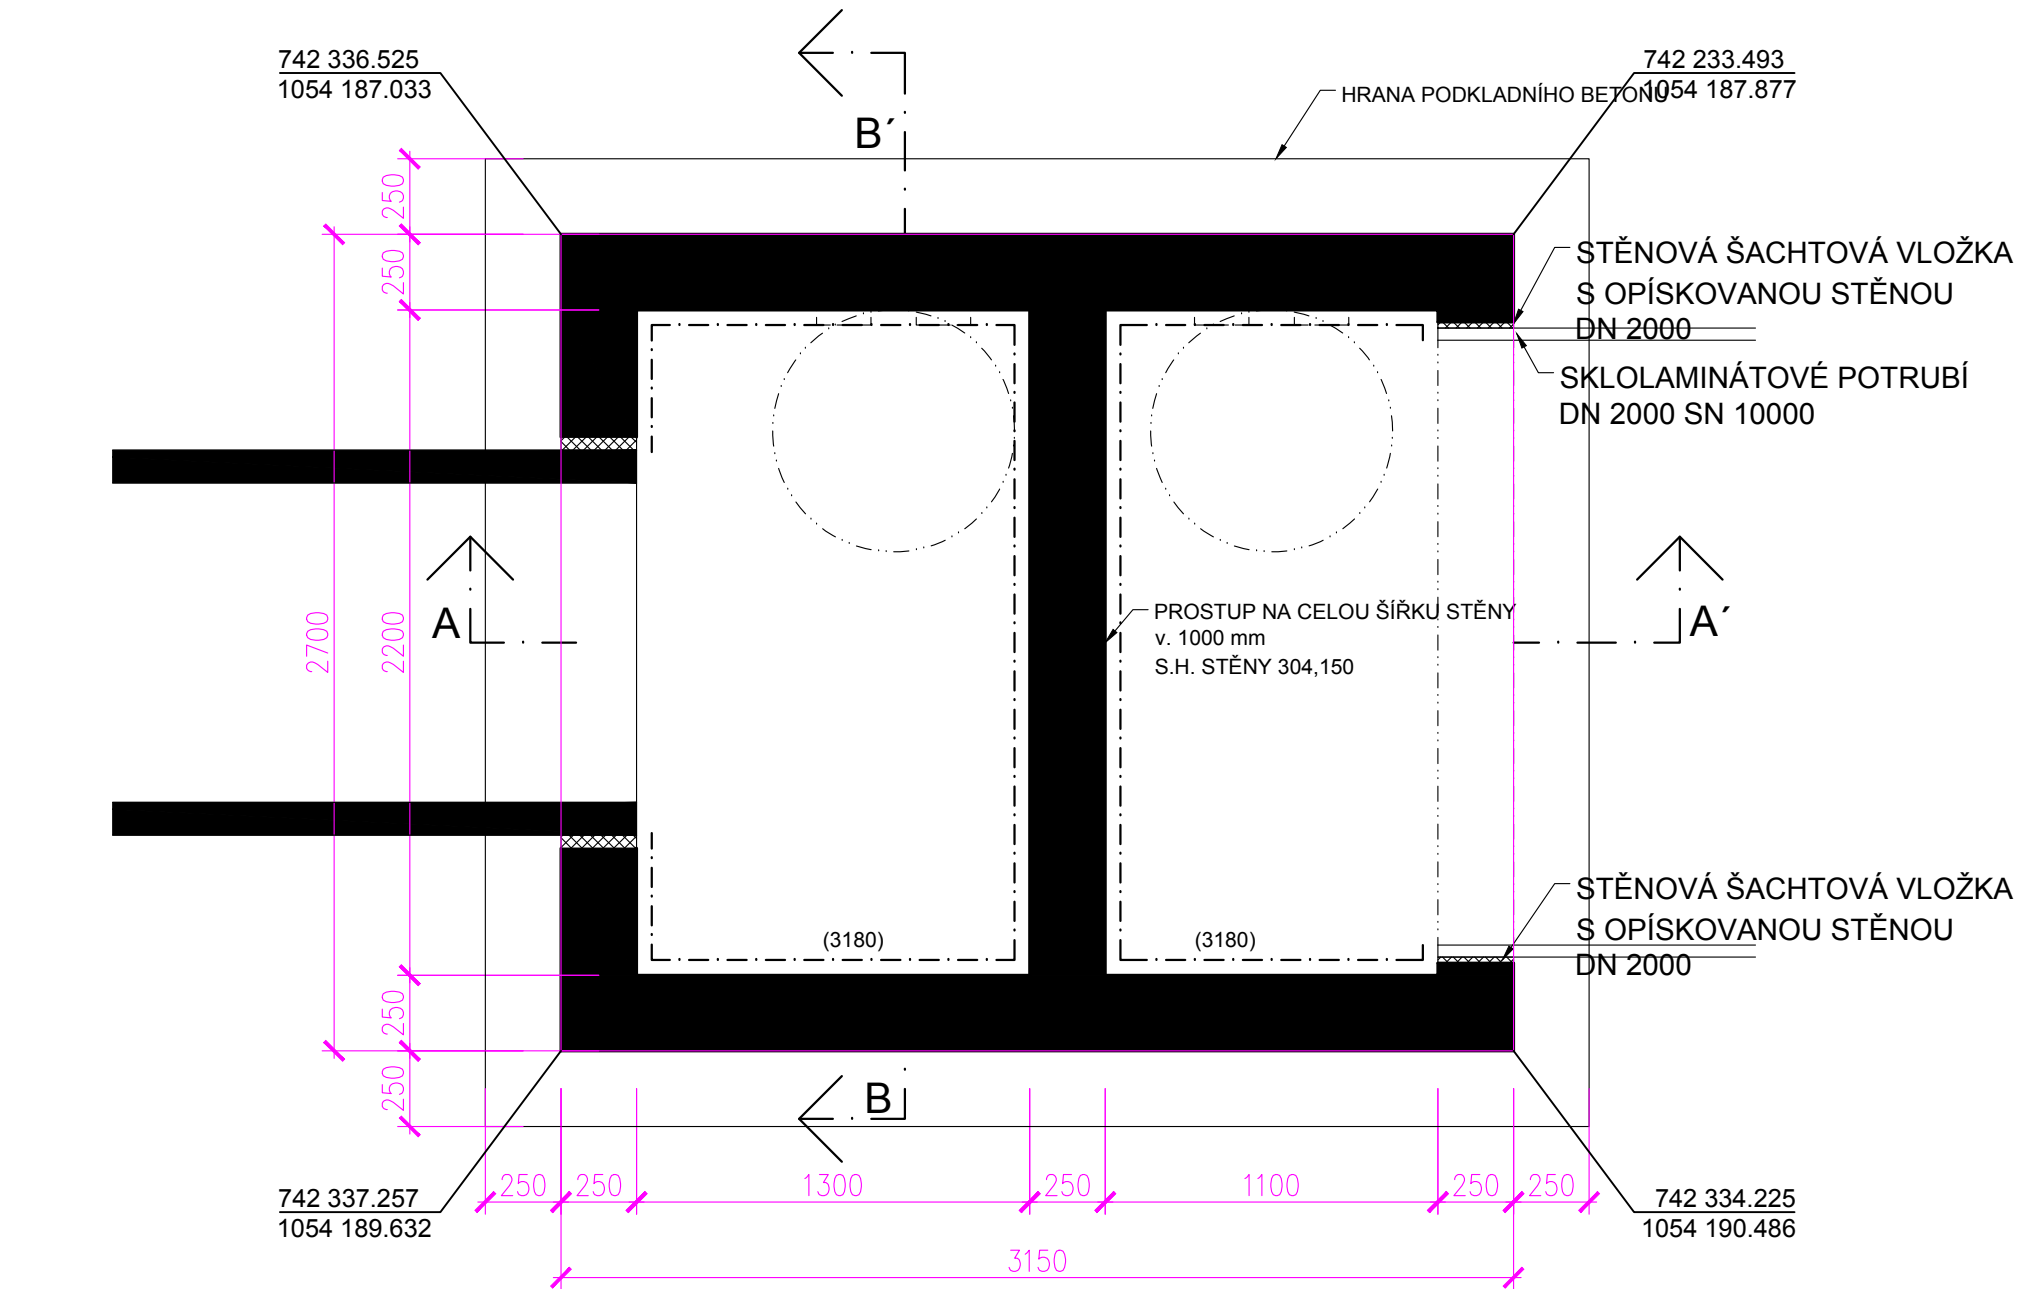 742 336.525
1054 187.033
742 233.493
1054 187.877
HRANA PODKLADNÍHO BETONU
B´
250
250
STĚNOVÁ ŠACHTOVÁ VLOŽKA
S OPÍSKOVANOU STĚNOU
DN 2000
SKLOLAMINÁTOVÉ POTRUBÍ
DN 2000 SN 10000
A
A´
2700
2200
PROSTUP NA CELOU ŠÍŘKU STĚNY
v. 1000 mm
S.H. STĚNY 304,150
STĚNOVÁ ŠACHTOVÁ VLOŽKA
S OPÍSKOVANOU STĚNOU
DN 2000
(3180)
(3180)
250
250
B
250
250
1300
250
1100
250
250
742 337.257
1054 189.632
742 334.225
1054 190.486
3150